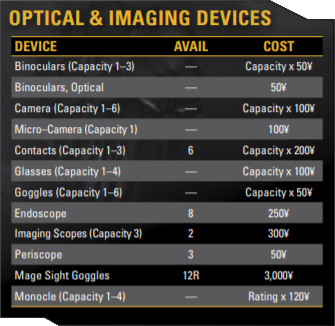 OPTICAL & IMAGING DEVICES
DEVICE AVAIL COST
Binoculars (Capacity 1–3) — Capacity x 50¥
Binoculars, Optical — 50¥
Camera (Capacity 1–6) — Capacity x 100¥
Micro–Camera (Capacity 1) — 100¥
Contacts (Capacity 1–3) 6 Capacity x 200¥
Glasses (Capacity 1–4) — Capacity x 100¥
Goggles (Capacity 1–6) — Capacity x 50¥
Endoscope 8 250¥
Imaging Scopes (Capacity 3) 2 300¥
Periscope 3 50¥
Mage Sight Goggles 12R 3,000¥
Monocle (Capacity 1–4) — Rating x 120¥